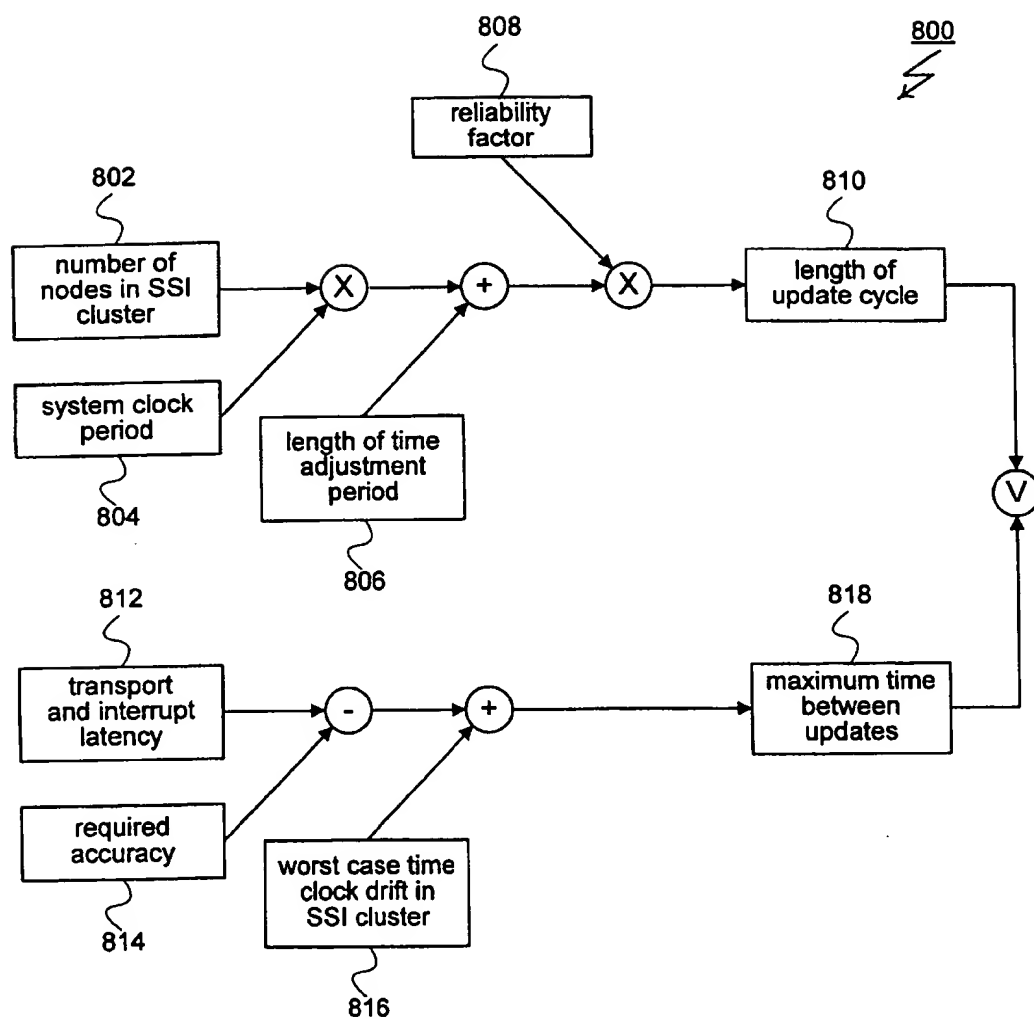 800
808
reliability
factor
802
number of
nodes in SSI
cluster
X
+
X
810
length of
update cycle
system clock
period
804
length of time
adjustment
period
806
V
812
transport
and interrupt
latency
-
+
818
maximum time
between
updates
required
accuracy
814
worst case time
clock drift in
SSI cluster
816